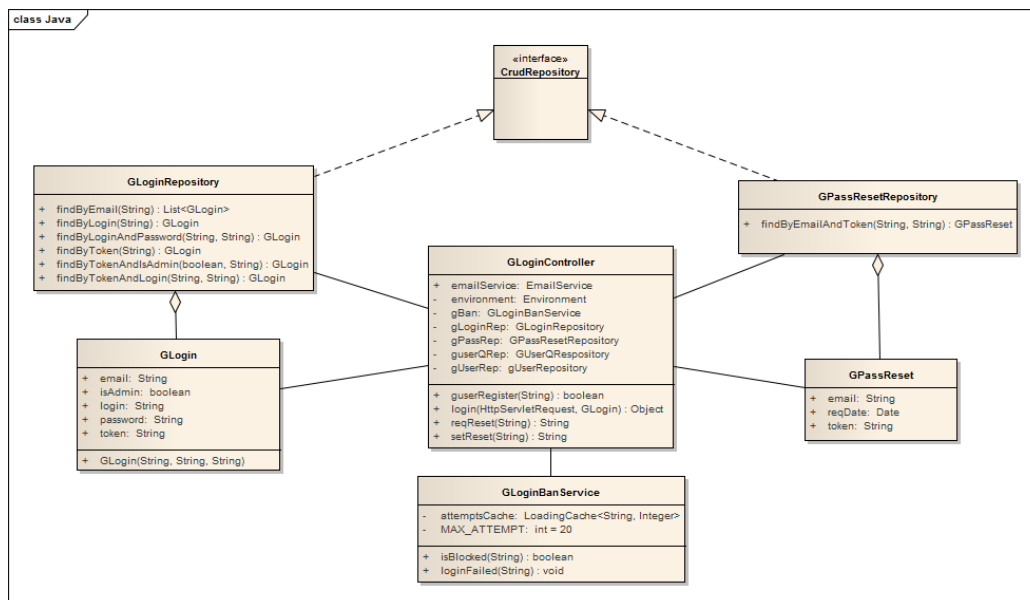 class Java
«interface»
CrudRepository
GLoginRepository
+ findByEmail(String) : List<GLogin>
+ findByLogin(String) : GLogin
+ findByLoginAndPassword(String, String) : GLogin
+ findByToken(String) : GLogin
+ findByTokenAndIsAdmin(boolean, String) : GLogin
+ findByTokenAndLogin(String, String) : GLogin
GPassResetRepository
+ findByEmailAndToken(String, String) : GPassReset
GLoginController
+ emailService: EmailService
- environment: Environment
- gBan: GLoginBanService
- gLoginRep: GLoginRepository
- gPassRep: GPassResetRepository
- guserQRep: GUserQRespository
- gUserRep: gUserRepository
+ guserRegister(String) : boolean
+ login(HttpServletRequest, GLogin) : Object
+ reqReset(String) : String
+ setReset(String) : String
GLogin
+ email: String
+ isAdmin: boolean
+ login: String
+ password: String
+ token: String
+ GLogin(String, String, String)
GPassReset
+ email: String
+ reqDate: Date
+ token: String
GLoginBanService
- attemptsCache: LoadingCache<String, Integer>
- MAX_ATTEMPT: int = 20
+ isBlocked(String) : boolean
+ loginFailed(String) : void